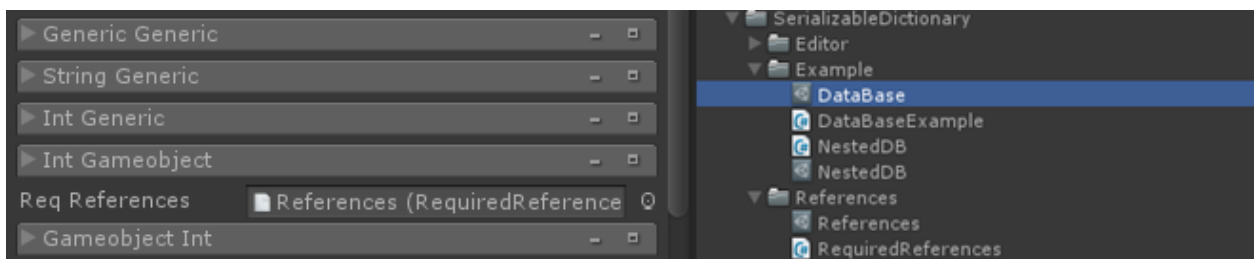 Generic Generic
String Generic
Int Generic
Int Gameobject
Req References References (RequiredReference
Gameobject Int
SerializableDictionary
Editor
Example
DataBase
DataBaseExample
NestedDB
NestedDB
References
References
RequiredReferences